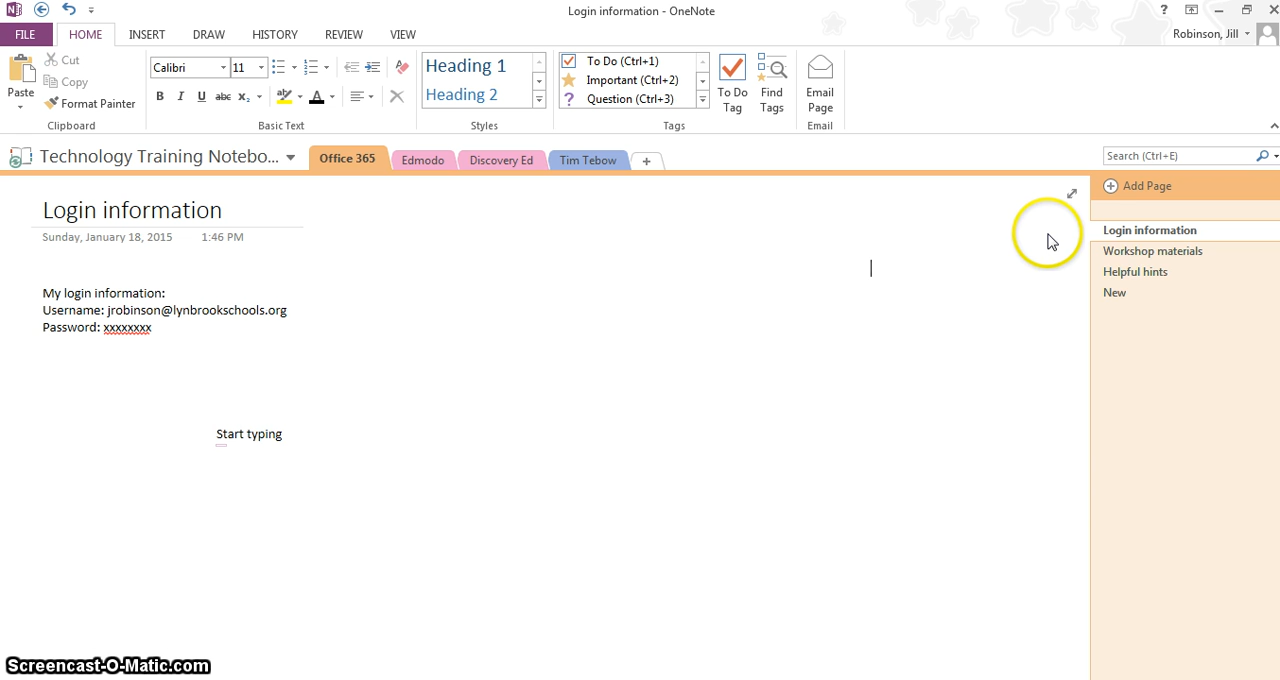 Login information - OneNote
?
FILE HOME INSERT DRAW HISTORY REVIEW VIEW
Robinson, Jill
Paste
Cut
Copy
Format Painter
Clipboard
Calibri 11
B I U abc x₂ A
Basic Text
Heading 1
Heading 2
Styles
To Do (Ctrl+1)
Important (Ctrl+2)
? Question (Ctrl+3)
To Do
Tag
Find
Tags
Tags
Email
Page
Email
Technology Training Notebo...
Office 365 Edmodo Discovery Ed Tim Tebow +
Search (Ctrl+E)
Login information
Sunday, January 18, 2015 1:46 PM
My login information:
Username: jrobinson@lynbrookschools.org
Password: xxxxxxxx
Start typing
Add Page
Login information
Workshop materials
Helpful hints
New
Screencast-O-Matic.com